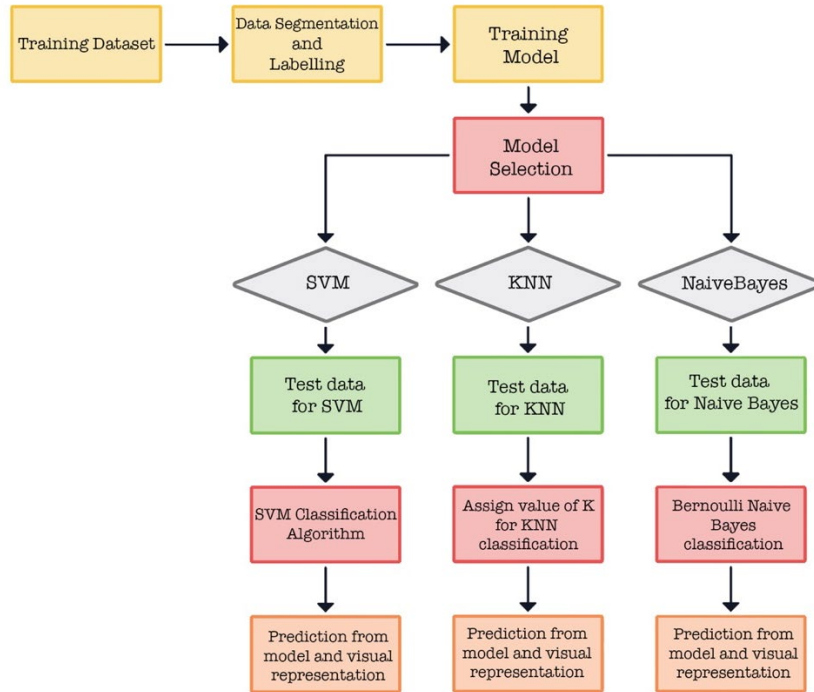 Training Dataset
Data Segmentation
and
Labelling
Training
Model
Model
Selection
SVM
KNN
NaiveBayes
Test data
for SVM
Test data
for KNN
Test data
for Naive Bayes
SVM Classification
Algorithm
Assign value of K
for KNN
classification
Bernoulli Naive
Bayes
classification
Prediction from
model and visual
representation
Prediction from
model and visual
representation
Prediction from
model and visual
representation